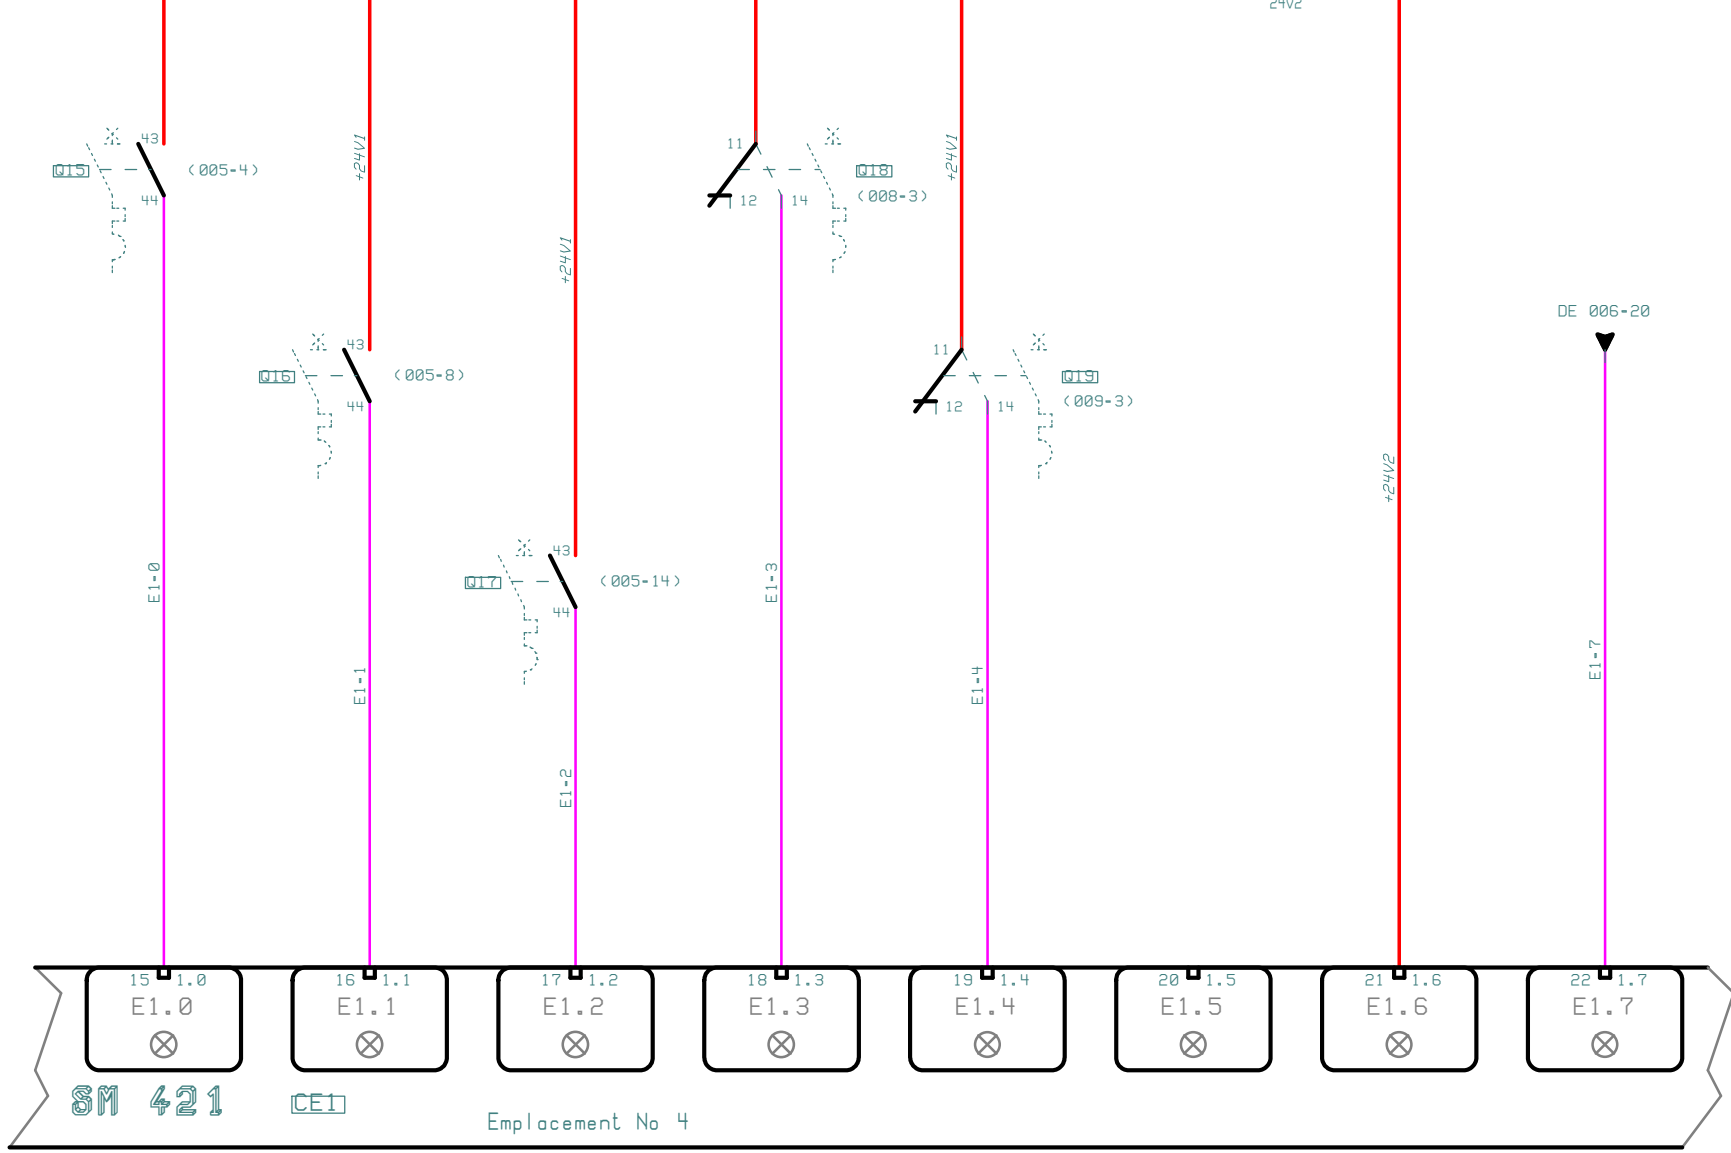 24V2
43
Q15
(005-4)
44
+24V1
11
Q18
(008-3)
12
14
+24V1
+24V1
43
Q16
(005-8)
44
11
Q19
(009-3)
12
14
DE 006-20
+24V2
43
Q17
(005-14)
44
E1-0
E1-1
E1-2
E1-3
E1-4
E1-7
15 1.0
16 1.1
17 1.2
18 1.3
19 1.4
20 1.5
21 1.6
22 1.7
E1.0
E1.1
E1.2
E1.3
E1.4
E1.5
E1.6
E1.7
SM 421
CE1
Emplacement No 4